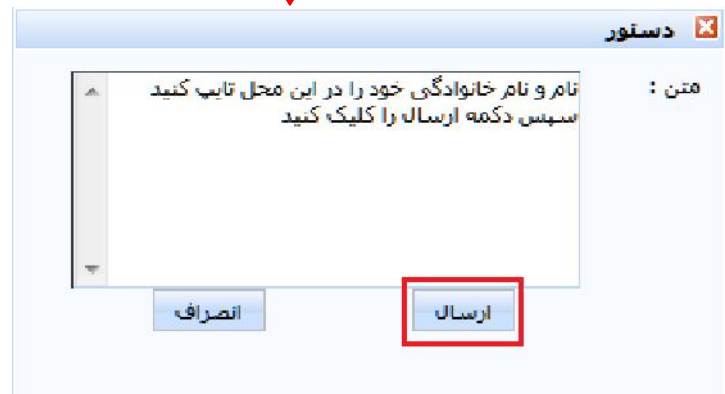 دستور
متن :
نام و نام خانوادگی خود را در این محل تایپ کنید
سپس دکمه ارسال را کلیک کنید
ارسال
انصراف